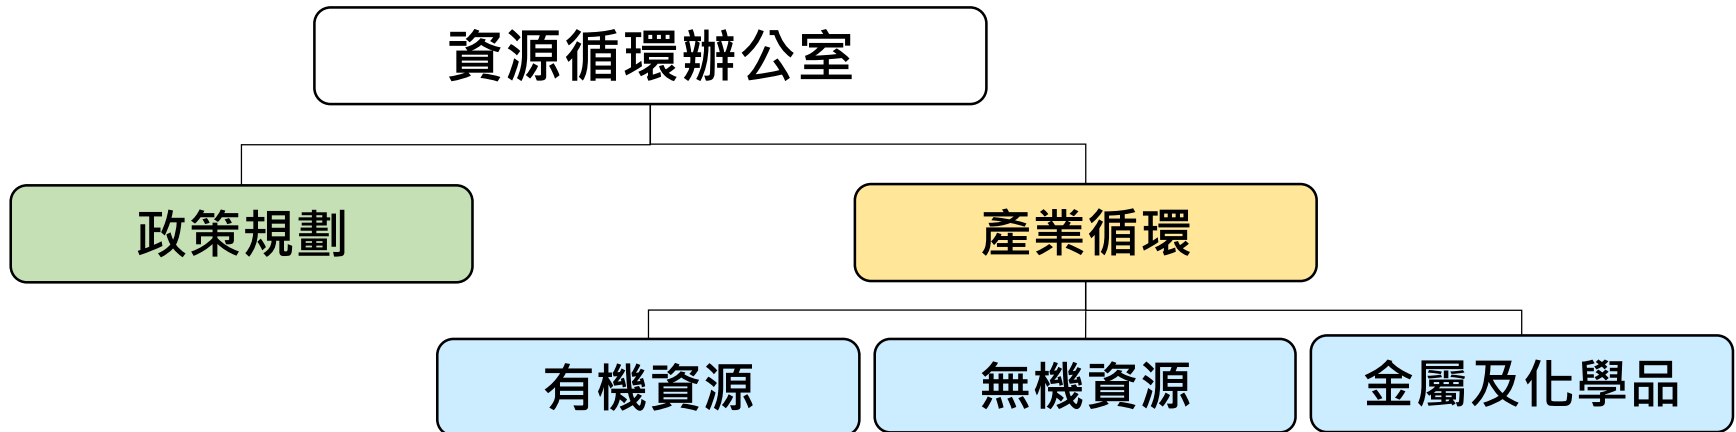 資源循環辦公室
政策規劃
產業循環
有機資源
無機資源
金屬及化學品